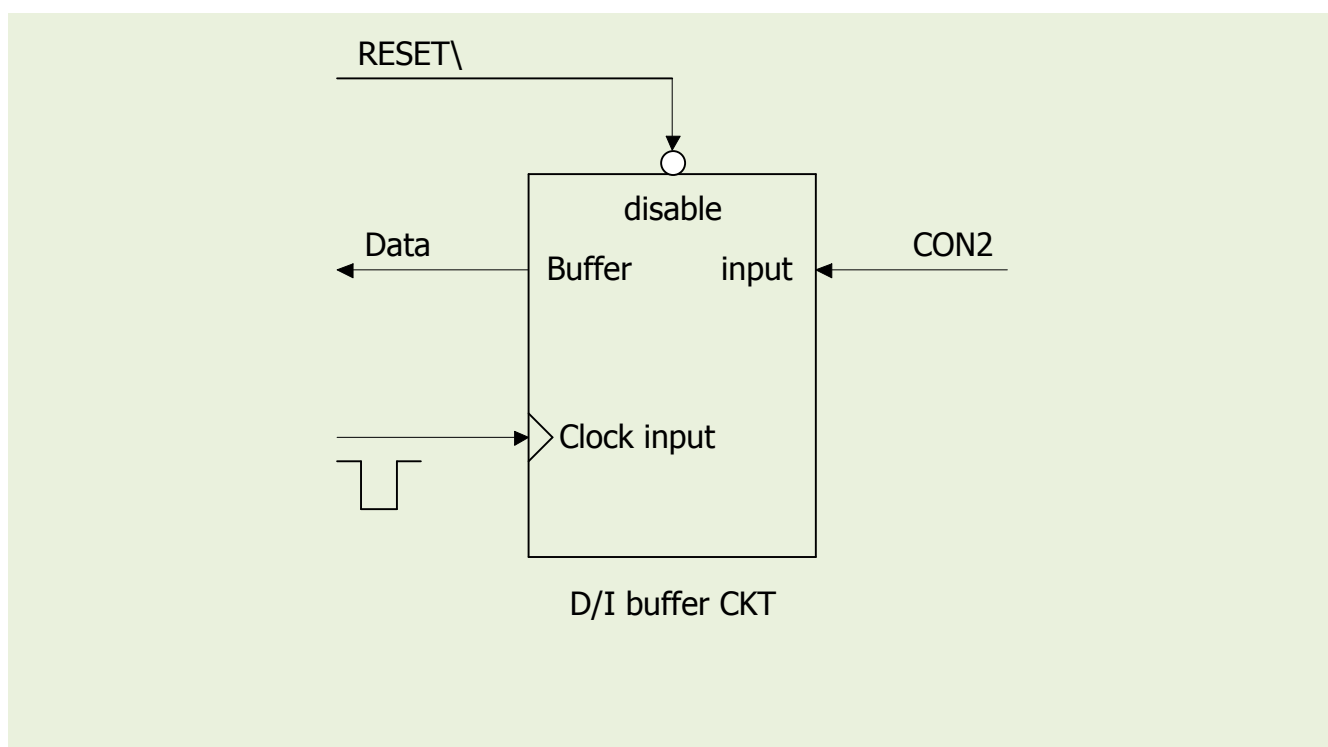 RESET\
disable
Data
CON2
Buffer
input
Clock input
D/I buffer CKT